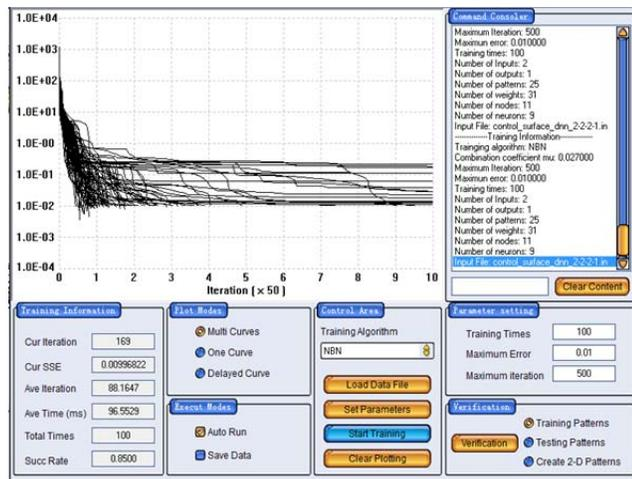 1.0E+04
1.0E+03
1.0E+02
1.0E+01
1.0E-00
1.0E-01
1.0E-02
1.0E-03
1.0E-04
0 1 2 3 4 5 6 7 8 9 10
Iteration ( × 50 )
Command Consoler
Maximum Iteration: 500
Maximum error: 0.010000
Training times: 100
Number of Inputs: 2
Number of outputs: 1
Number of patterns: 25
Number of weights: 31
Number of nodes: 11
Number of neurons: 9
Input File: control_surface_dnn_2-2-2-1.in
---------------Training Information---------------
Trainging algorithm: NBN
Combination coefficient mu: 0.027000
Maximum Iteration: 500
Maximum error: 0.010000
Training times: 100
Number of Inputs: 2
Number of outputs: 1
Number of patterns: 25
Number of weights: 31
Number of nodes: 11
Number of neurons: 9
Input File: control_surface_dnn_2-2-2-1.in
Clear Content
Training Information
Cur Iteration 169
Cur SSE 0.00996822
Ave Iteration 88.1647
Ave Time (ms) 96.5529
Total Times 100
Succ Rate 0.8500
Plot Modes
Multi Curves
One Curve
Delayed Curve
Execut Modes
Auto Run
Save Data
Control Area
Training Algorithm
NBN
Load Data File
Set Parameters
Start Training
Clear Plotting
Parameter setting
Training Times 100
Maximum Error 0.01
Maximum iteration 500
Verification
Verification
Training Patterns
Testing Patterns
Create 2-D Patterns